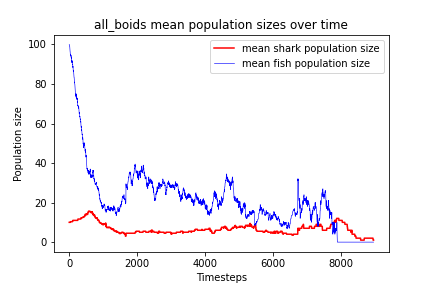 all_boids mean population sizes over time
mean shark population size
mean fish population size
Population size
100
80
60
40
20
0
0
2000
4000
6000
8000
Timesteps